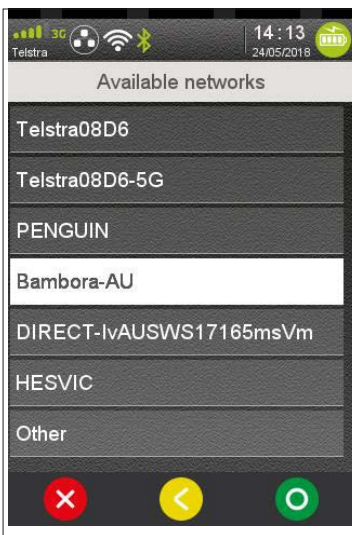 3G
Telstra
14:13
24/05/2018
Available networks
Telstra08D6
Telstra08D6-5G
PENGUIN
Bambora-AU
DIRECT-IvAUSWS17165msVm
HESVIC
Other